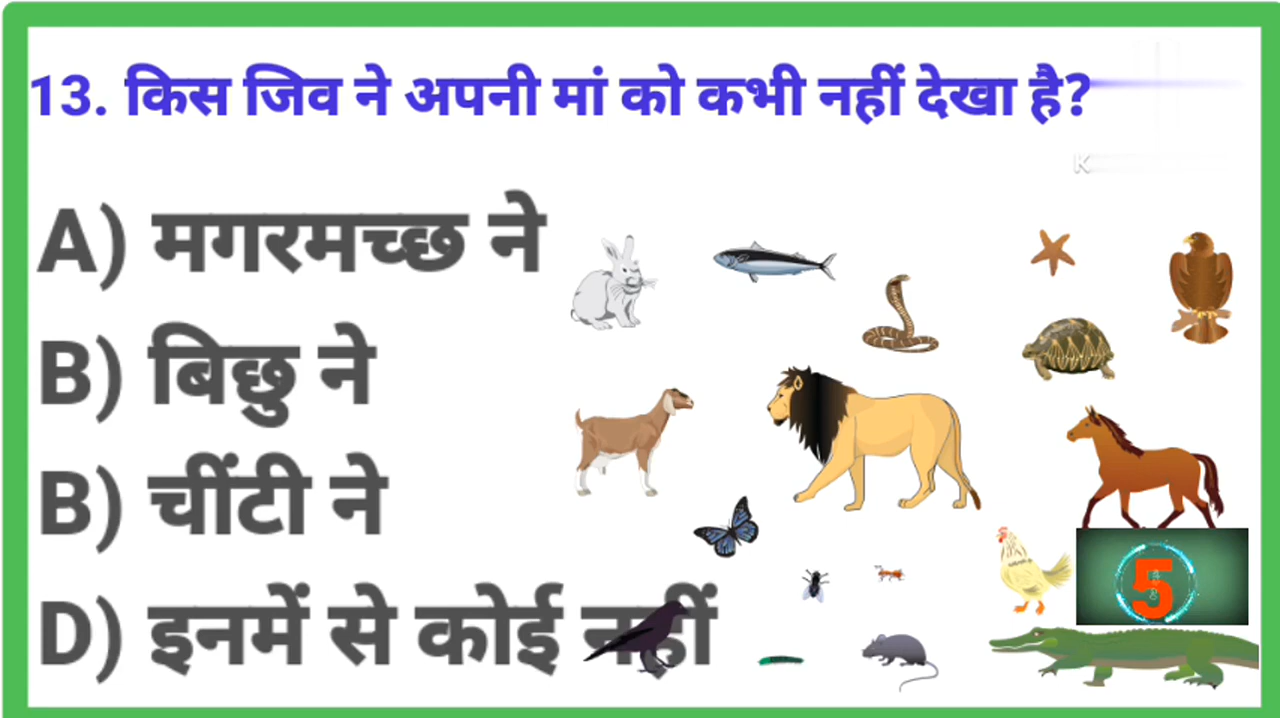 13. किस जिव ने अपनी मां को कभी नहीं देखा है?
K
A) मगरमच्छ ने
B) बिछु ने
B) चींटी ने
D) इनमें से कोई नहीं
5